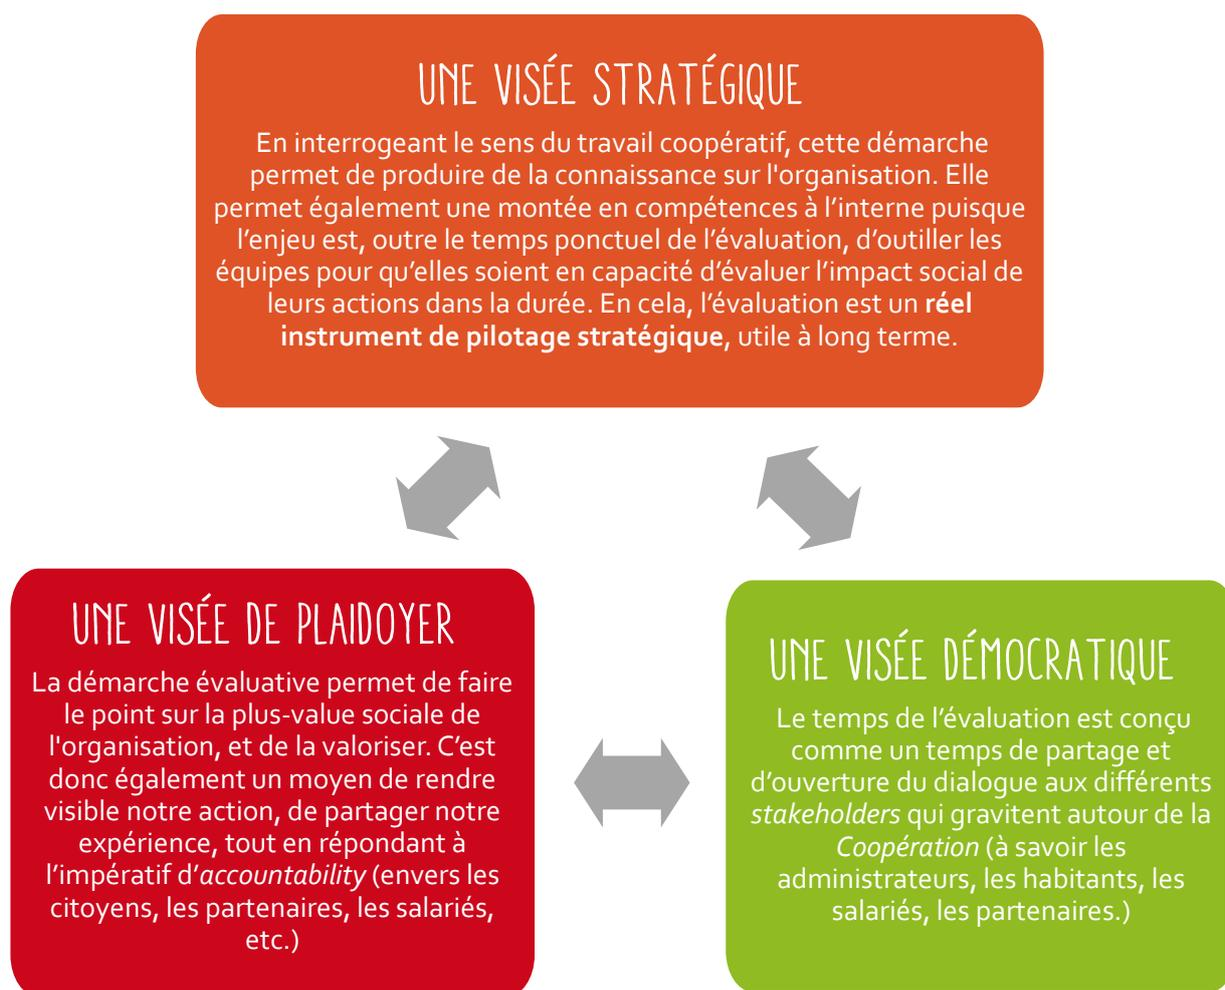 UNE VISÉE STRATÉGIQUE
En interrogeant le sens du travail coopératif, cette démarche
permet de produire de la connaissance sur l'organisation. Elle
permet également une montée en compétences à l’interne puisque
l’enjeu est, outre le temps ponctuel de l’évaluation, d’outiller les
équipes pour qu’elles soient en capacité d’évaluer l’impact social de
leurs actions dans la durée. En cela, l’évaluation est un réel
instrument de pilotage stratégique, utile à long terme.
UNE VISÉE DE PLAIDOYER
La démarche évaluative permet de faire
le point sur la plus-value sociale de
l'organisation, et de la valoriser. C’est
donc également un moyen de rendre
visible notre action, de partager notre
expérience, tout en répondant à
l’impératif d’accountability (envers les
citoyens, les partenaires, les salariés,
etc.)
UNE VISÉE DÉMOCRATIQUE
Le temps de l’évaluation est conçu
comme un temps de partage et
d’ouverture du dialogue aux différents
stakeholders qui gravitent autour de la
Coopération (à savoir les
administrateurs, les habitants, les
salariés, les partenaires.)